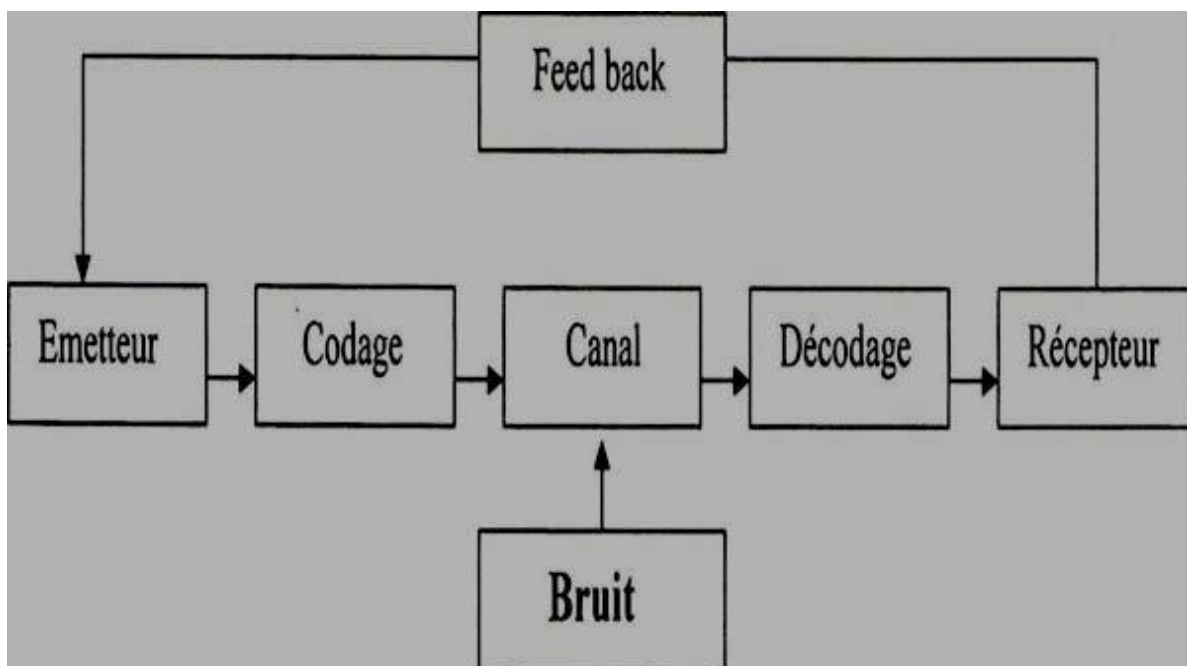 Feed back
Emetteur
Codage
Canal
Décodage
Récepteur
Bruit